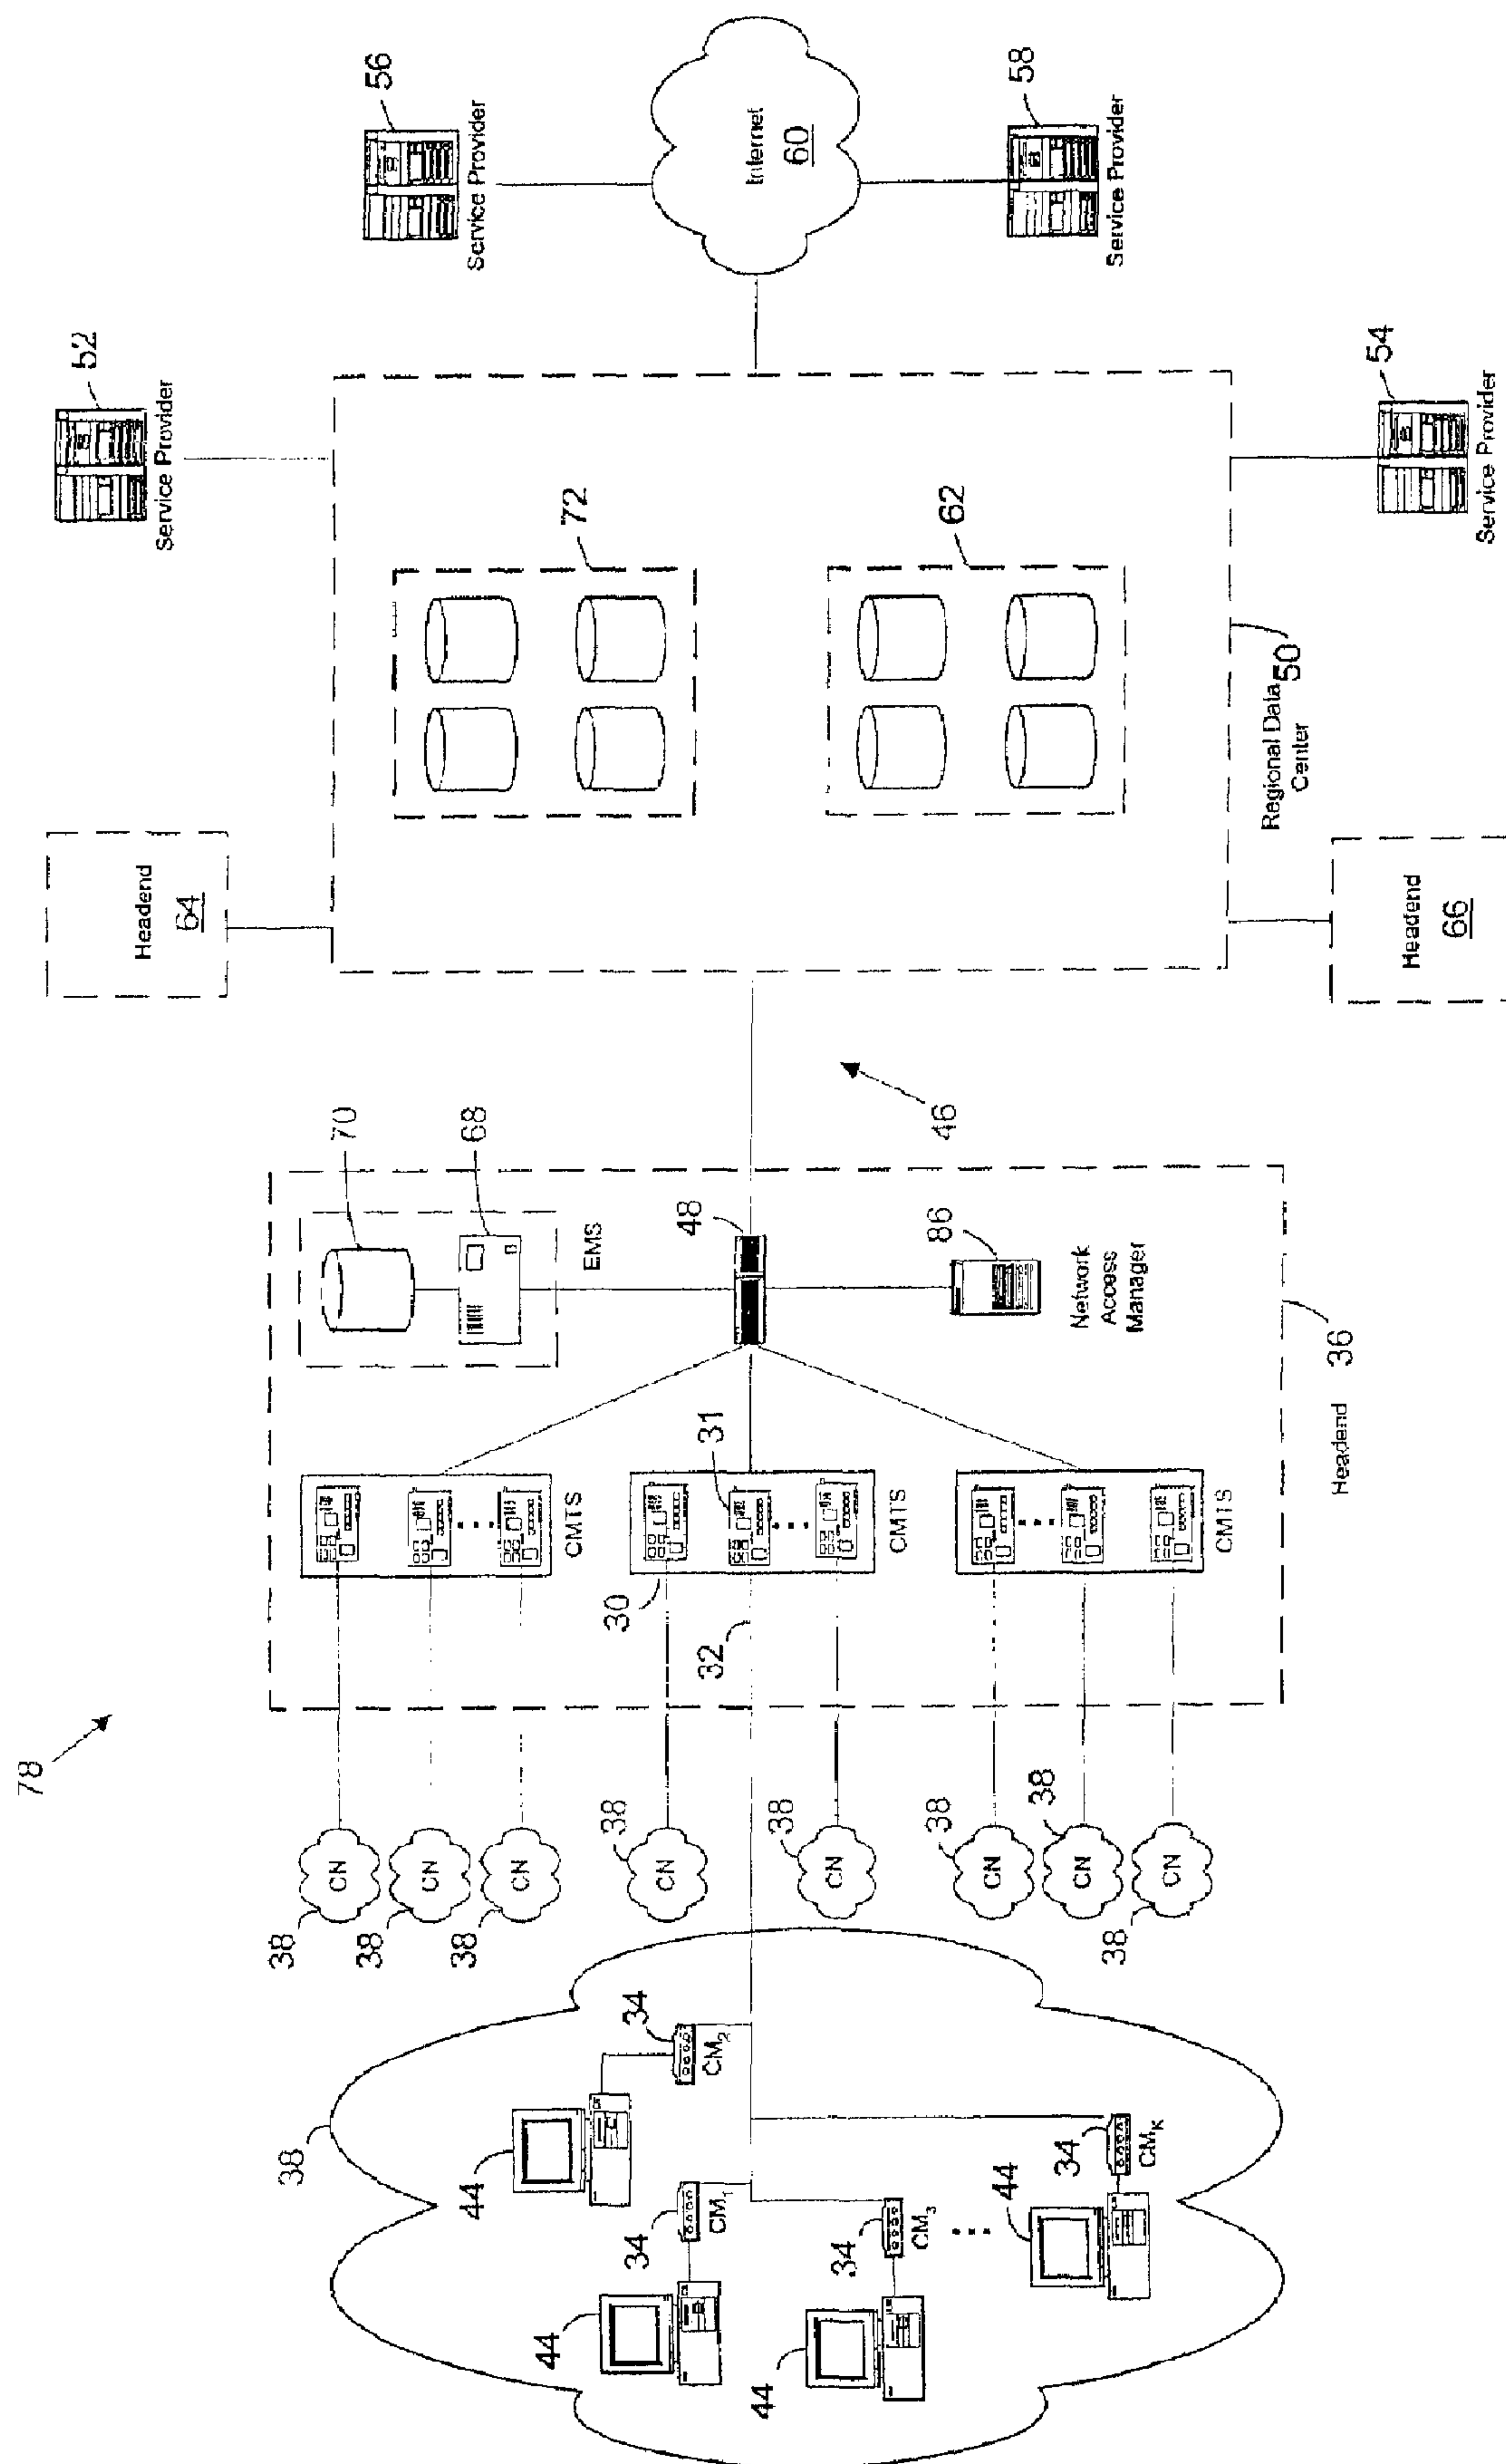 78
38
44
34
CM2
44
34
CM1
44
34
CM3
44
34
CMK
38
CN
38
CN
38
CN
38
CN
38
CN
38
CN
38
CN
38
CN
32
30
31
CMTS
CMTS
CMTS
70
68
EMS
48
86
Network
Access
Manager
36
Headend
46
Headend
64
Headend
66
72
62
Regional Data
Center
50
52
Service Provider
54
Service Provider
56
Service Provider
58
Service Provider
Internet
60